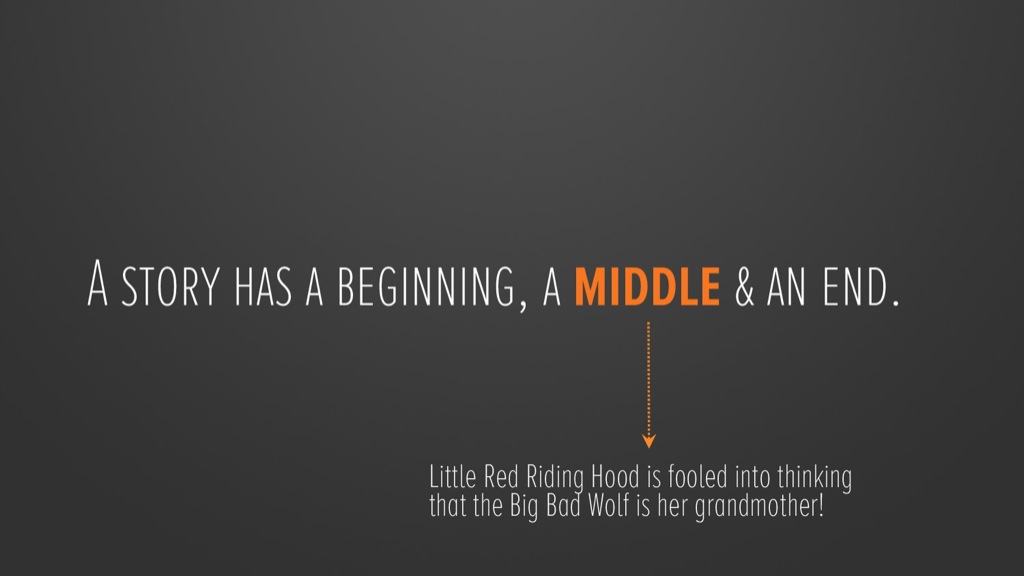 A STORY HAS A BEGINNING, A MIDDLE & AN END.
Little Red Riding Hood is fooled into thinking
that the Big Bad Wolf is her grandmother!